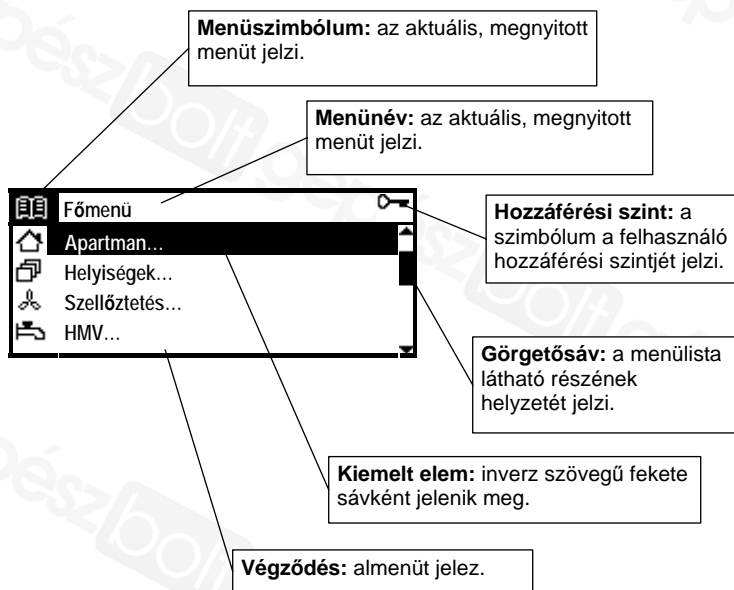 Menüszimbólum: az aktuális, megnyitott
menüt jelzi.
Menünév: az aktuális, megnyitott
menüt jelzi.
Főmenü
Apartman...
Helyiségek...
Szellőztetés...
HMV...
Hozzáférési szint: a
szimbólum a felhasználó
hozzáférési szintjét jelzi.
Görgetősáv: a menülista
látható részének
helyzetét jelzi.
Kiemelt elem: inverz szövegű fekete
sávként jelenik meg.
Végződés: almenüt jelez.